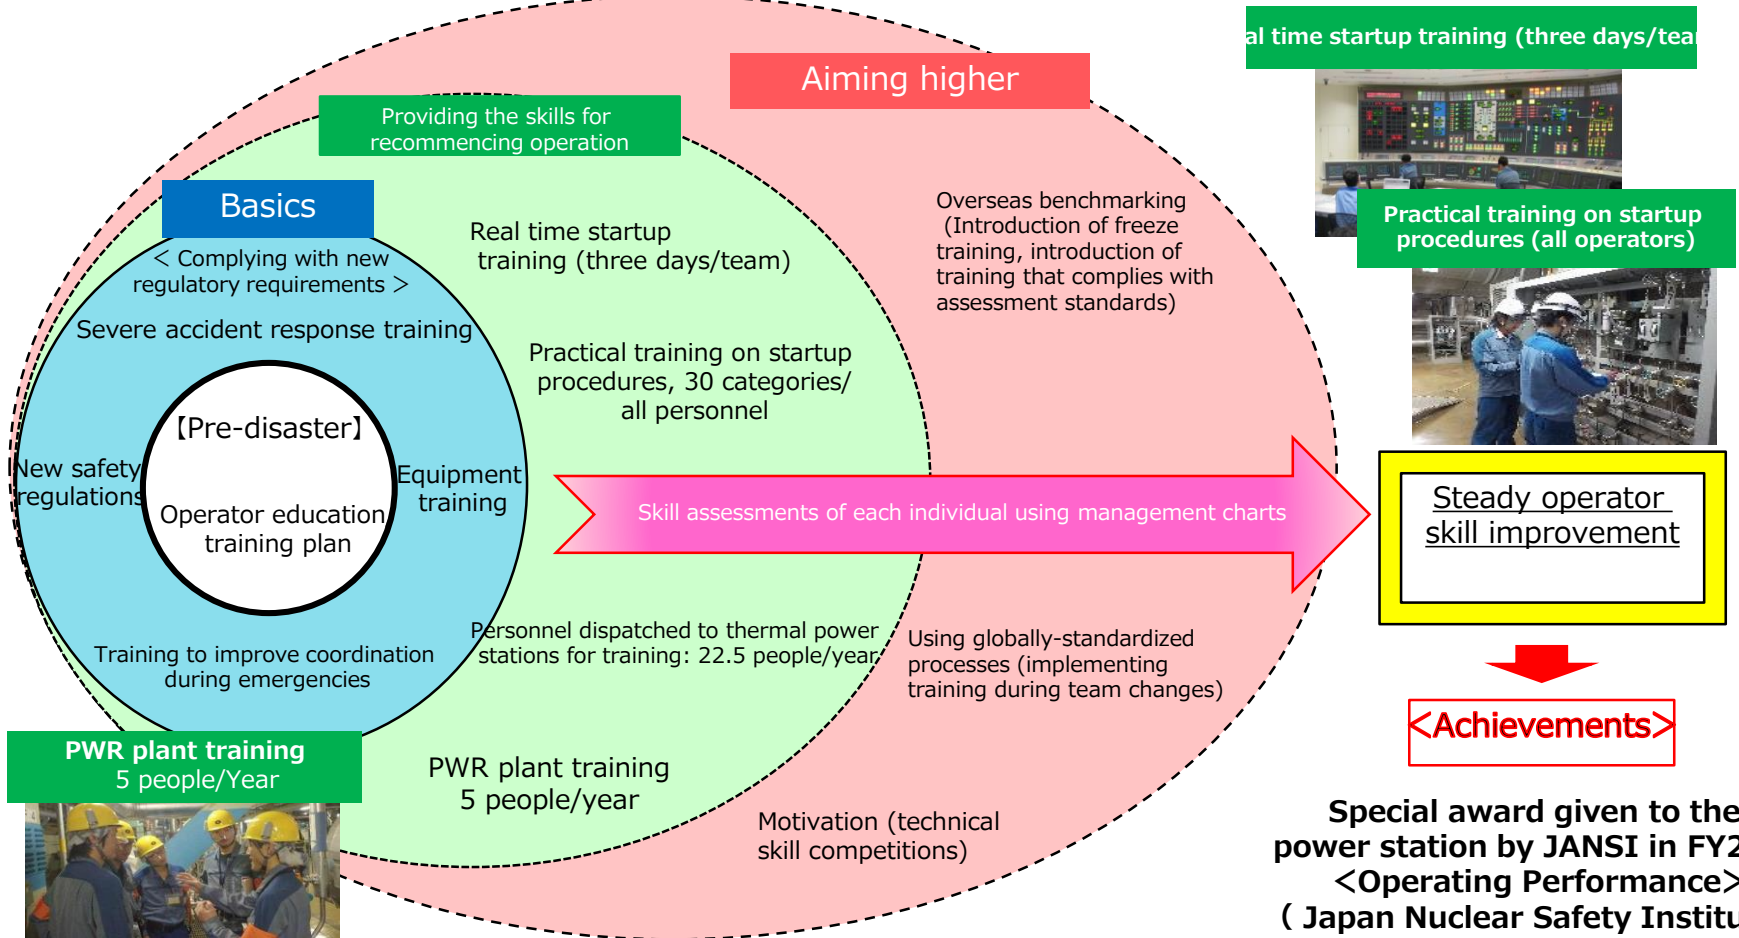 al time startup training (three days/tea
Aiming higher
Providing the skills for
recommencing operation
Basics
< Complying with new
regulatory requirements >
Severe accident response training
【Pre-disaster】
Operator education
training plan
New safety
regulations
Equipment
training
Training to improve coordination
during emergencies
Real time startup
training (three days/team)
Practical training on startup
procedures, 30 categories/
all personnel
Personnel dispatched to thermal power
stations for training: 22.5 people/year
PWR plant training
5 people/year
Overseas benchmarking
(Introduction of freeze
training, introduction of
training that complies with
assessment standards)
Skill assessments of each individual using management charts
Using globally-standardized
processes (implementing
training during team changes)
Motivation (technical
skill competitions)
PWR plant training
5 people/Year
Practical training on startup
procedures (all operators)
Steady operator
skill improvement
<Achievements>
Special award given to the
power station by JANSI in FY2
<Operating Performance>
( Japan Nuclear Safety Institu